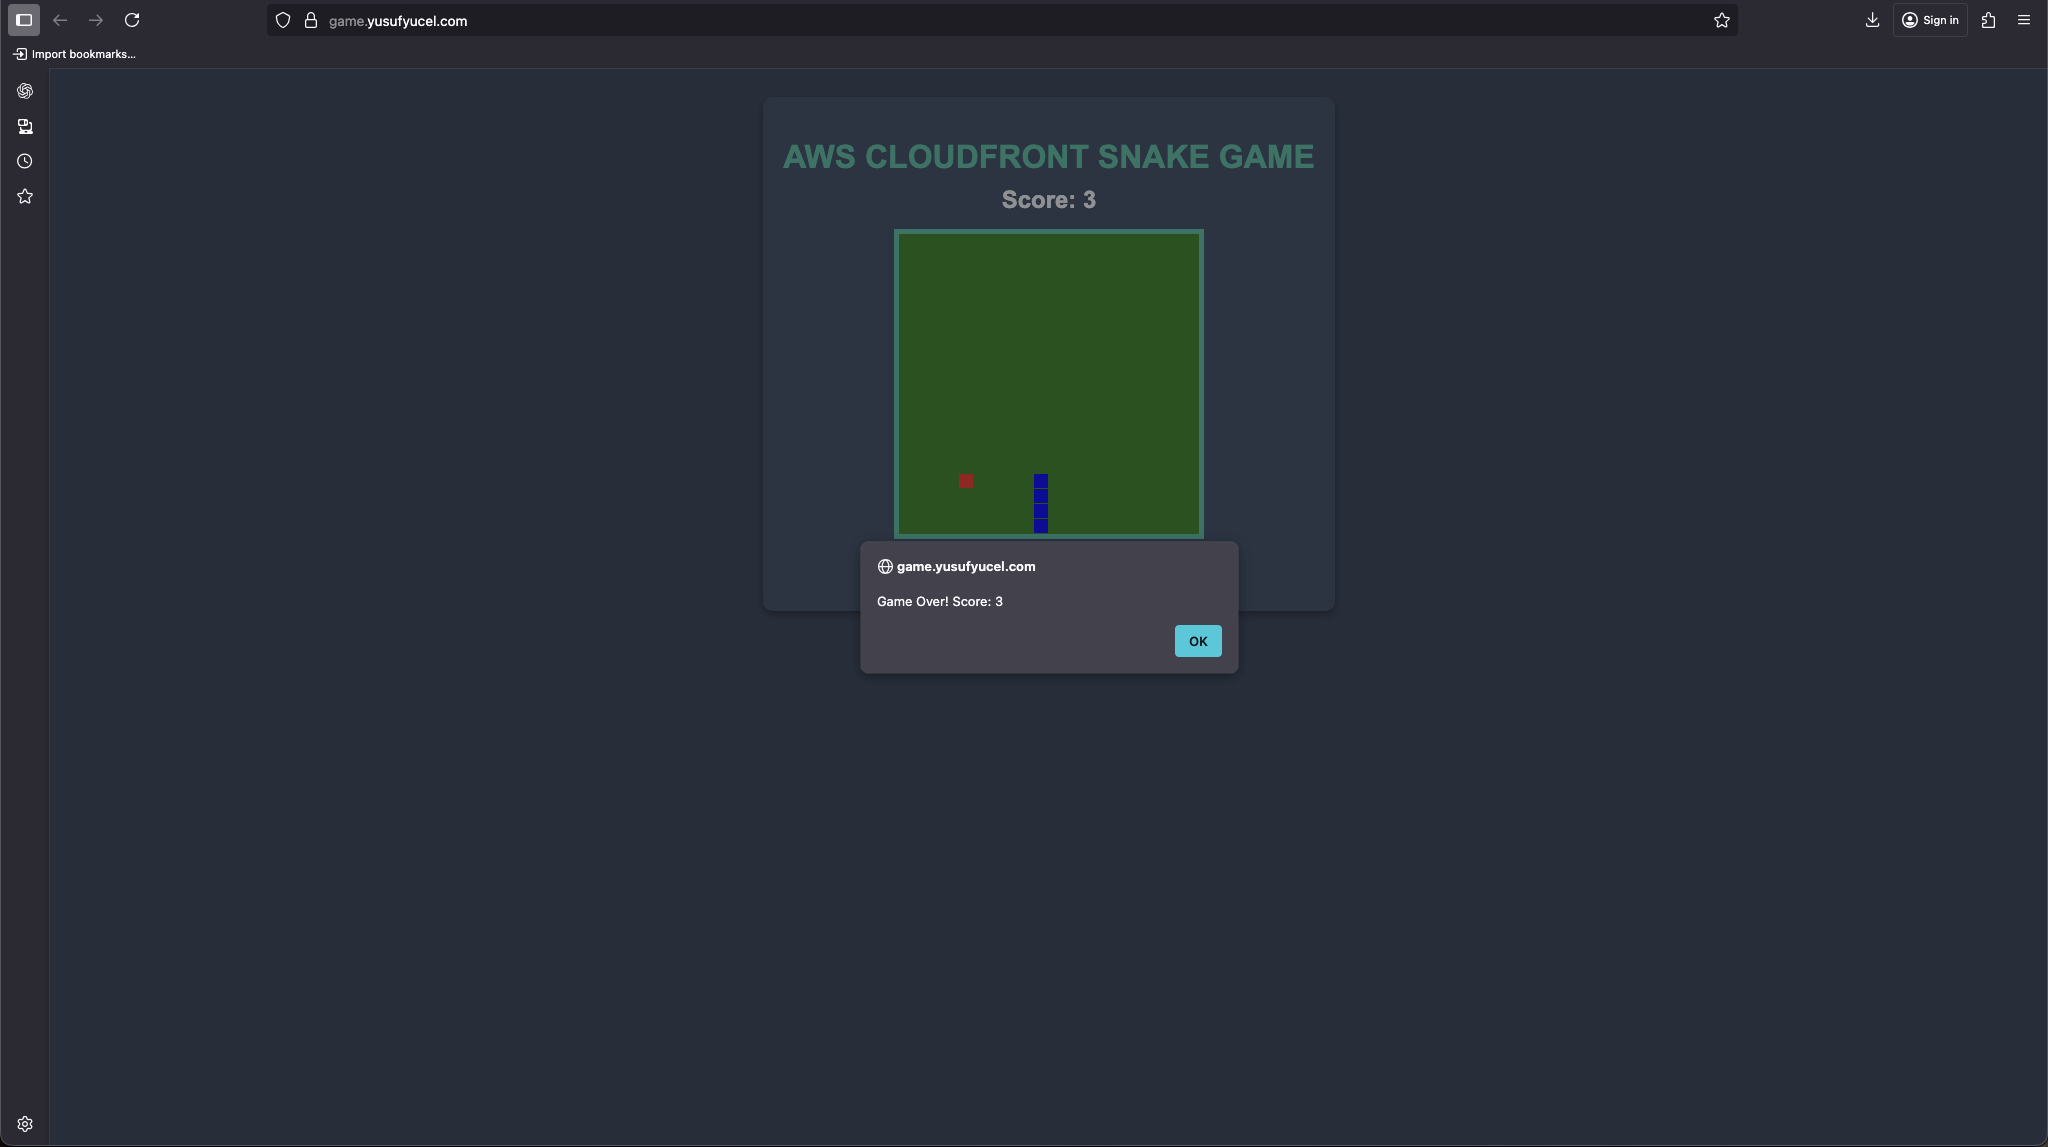 game.yusufyucel.com
Sign in
Import bookmarks...
AWS CLOUDFRONT SNAKE GAME
Score: 3
game.yusufyucel.com
Game Over! Score: 3
OK